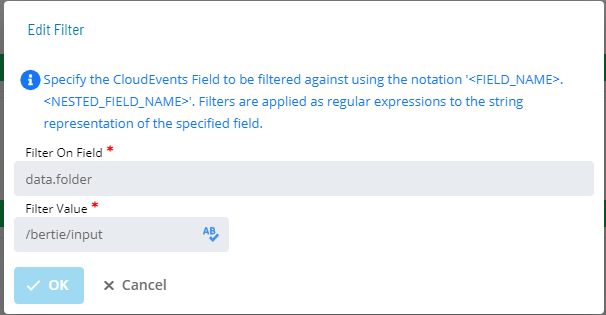 Edit Filter
Specify the CloudEvents Field to be filtered against using the notation '<FIELD_NAME>.
<NESTED_FIELD_NAME>'. Filters are applied as regular expressions to the string
representation of the specified field.
Filter On Field *
data.folder
Filter Value *
/bertie/input AB
OK Cancel